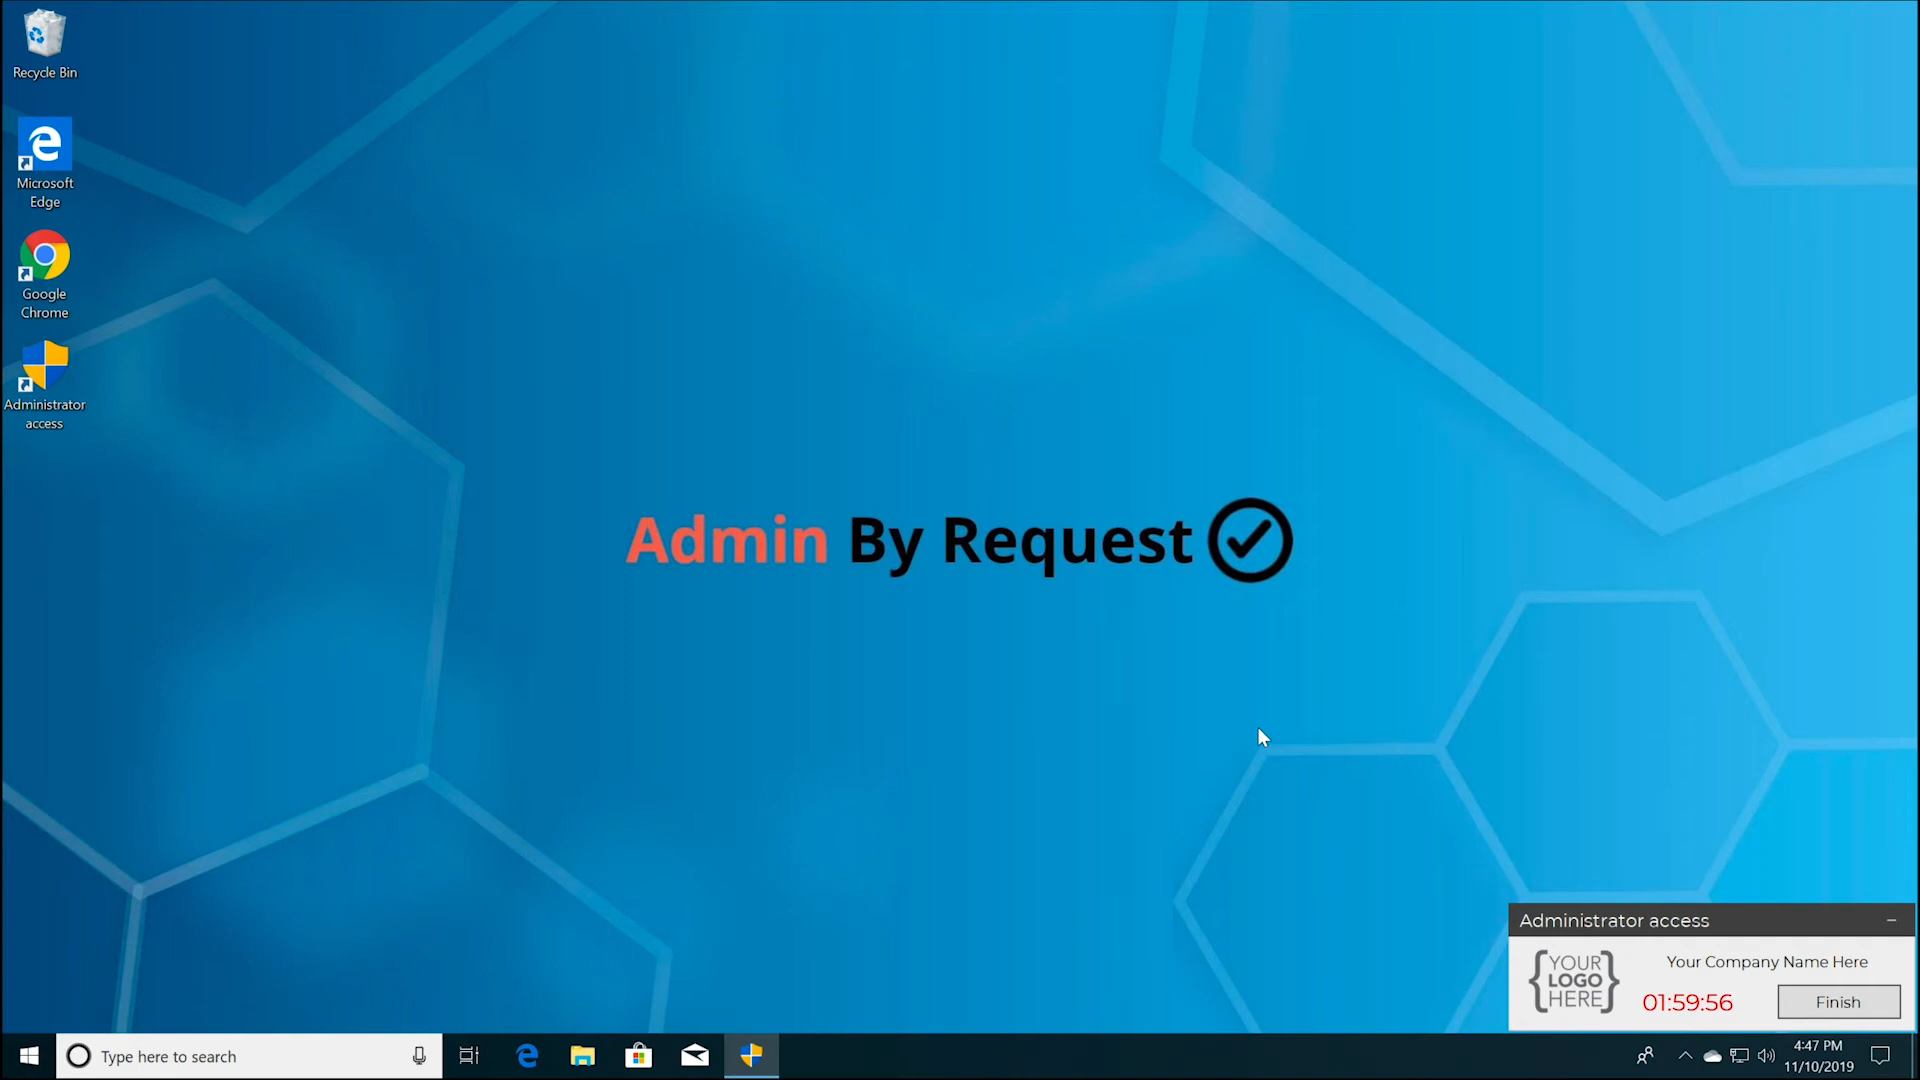 Recycle Bin
Microsoft
Edge
Google
Chrome
Administrator
access
Admin By Request
Administrator access
YOUR
LOGO
HERE
Your Company Name Here
01:59:56
Finish
Type here to search
4:47 PM
11/10/2019